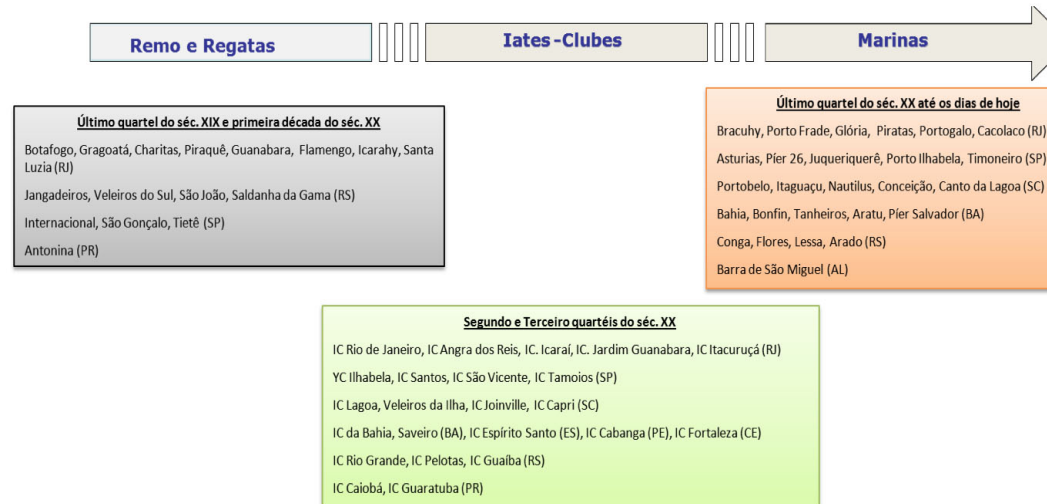 Remo e Regatas
Iates-Clubes
Marinas
Último quartel do séc. XIX e primeira década do séc. XX
Botafogo, Gragoatá, Charitas, Piraquê, Guanabara, Flamengo, Icarahy, Santa
Luzia (RJ)
Jangadeiros, Veleiros do Sul, São João, Saldanha da Gama (RS)
Internacional, São Gonçalo, Tietê (SP)
Antonina (PR)
Último quartel do séc. XX até os dias de hoje
Bracuhy, Porto Frade, Glória, Piratas, Portogalo, Cacolaco (RJ)
Asturias, Píer 26, Juqueriquerê, Porto Ilhabela, Timoneiro (SP)
Portobelo, Itaguaçu, Nautilus, Conceição, Canto da Lagoa (SC)
Bahia, Bonfin, Tanheiros, Aratu, Píer Salvador (BA)
Conga, Flores, Lessa, Arado (RS)
Barra de São Miguel (AL)
Segundo e Terceiro quartéis do séc. XX
IC Rio de Janeiro, IC Angra dos Reis, IC. Icaraí, IC. Jardim Guanabara, IC Itacuruçá (RJ)
YC Ilhabela, IC Santos, IC São Vicente, IC Tamoios (SP)
IC Lagoa, Veleiros da Ilha, IC Joinville, IC Capri (SC)
IC da Bahia, Saveiro (BA), IC Espírito Santo (ES), IC Cabanga (PE), IC Fortaleza (CE)
IC Rio Grande, IC Pelotas, IC Guaíba (RS)
IC Caiobá, IC Guaratuba (PR)